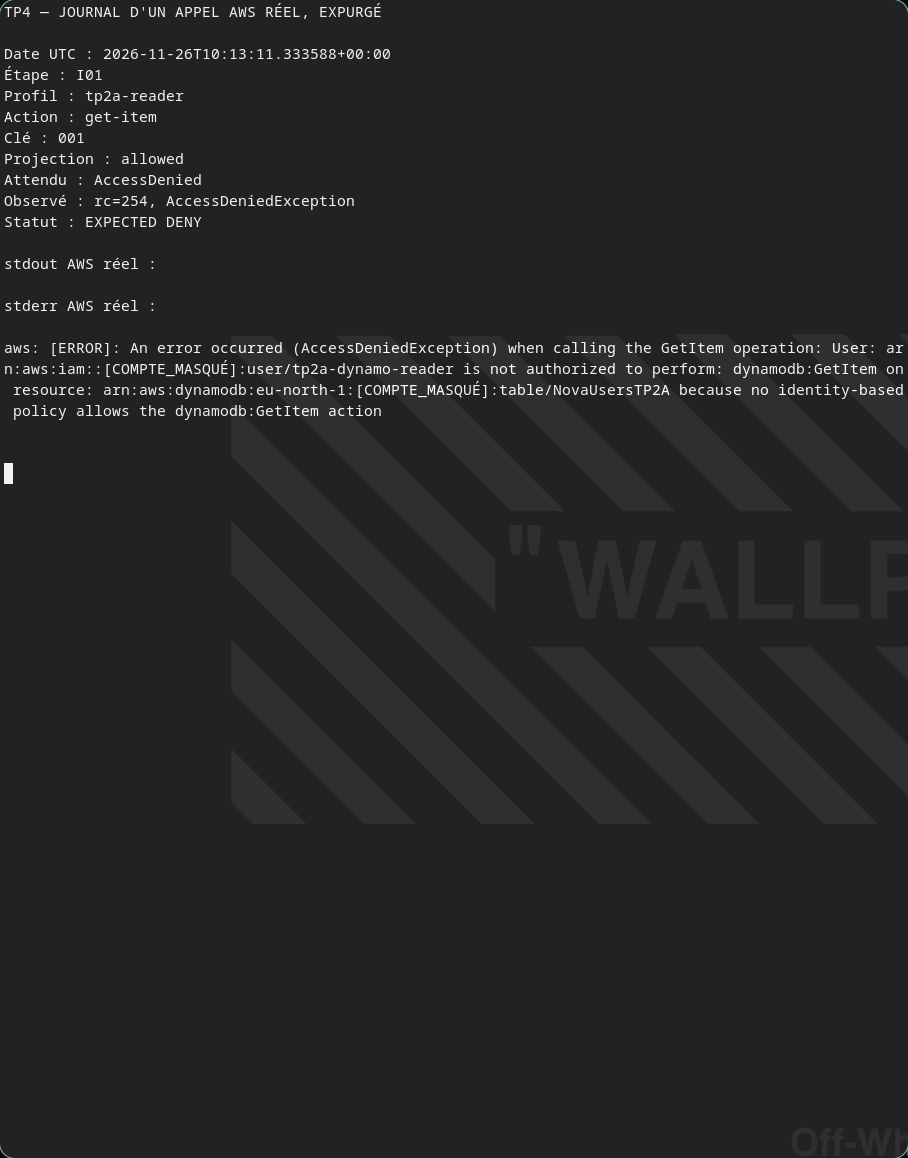 TP4 — JOURNAL D'UN APPEL AWS RÉEL, EXPURGÉ
Date UTC : 2026-11-26T10:13:11.333588+00:00
Étape : I01
Profil : tp2a-reader
Action : get-item
Clé : 001
Projection : allowed
Attendu : AccessDenied
Observé : rc=254, AccessDeniedException
Statut : EXPECTED DENY
stdout AWS réel :
stderr AWS réel :
aws: [ERROR]: An error occurred (AccessDeniedException) when calling the GetItem operation: User: ar
n:aws:iam::[COMPTE_MASQUÉ]:user/tp2a-dynamo-reader is not authorized to perform: dynamodb:GetItem on
 resource: arn:aws:dynamodb:eu-north-1:[COMPTE_MASQUÉ]:table/NovaUsersTP2A because no identity-based
 policy allows the dynamodb:GetItem action
"WALLP
Off-Wh